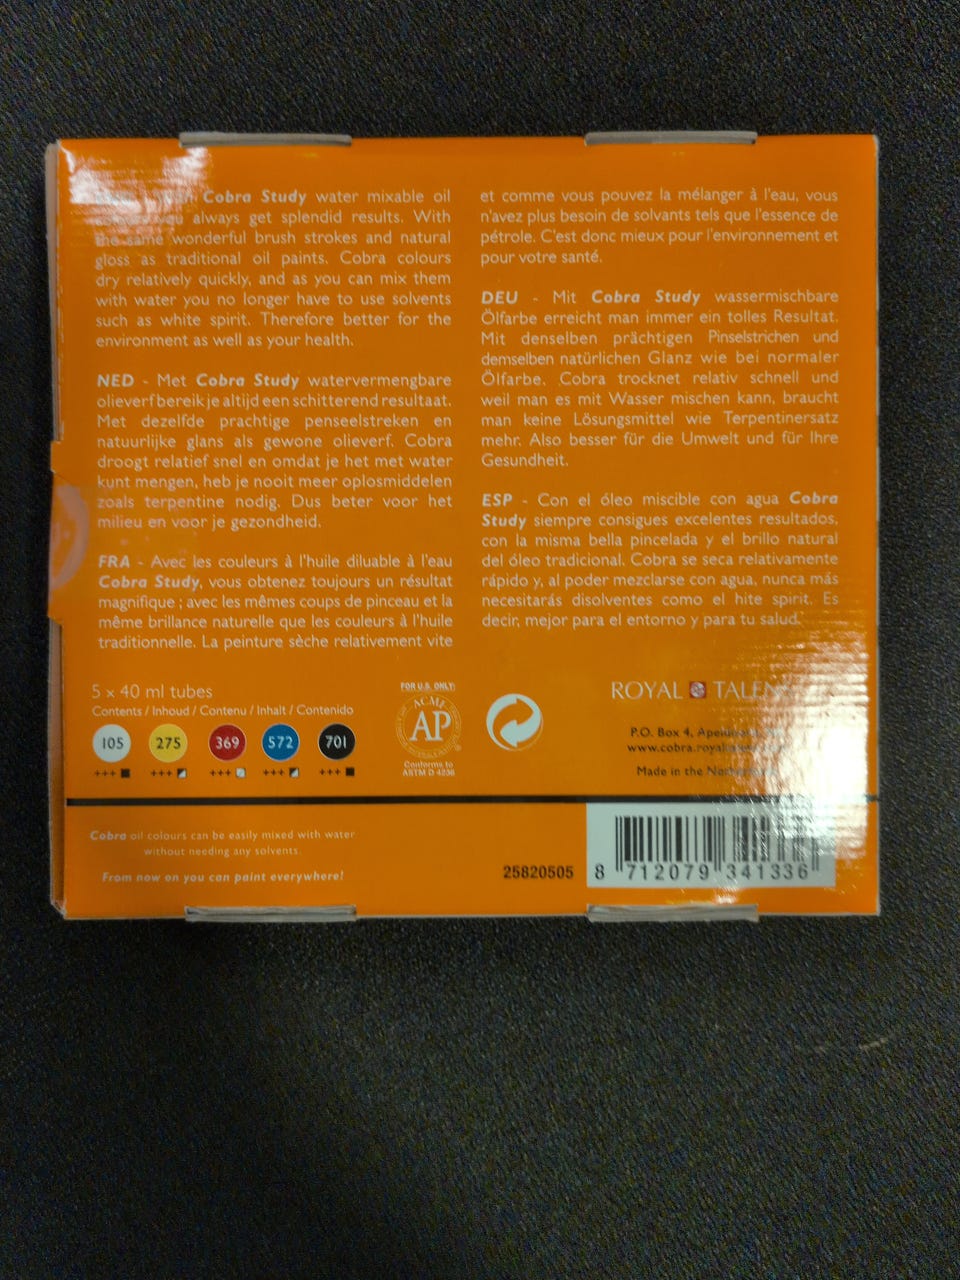 Cobra Study water mixable oil
you always get splendid results. With
the same wonderful brush strokes and natural
gloss as traditional oil paints. Cobra colours
dry relatively quickly, and as you can mix them
with water you no longer have to use solvents
such as white spirit. Therefore better for the
environment as well as your health.
NED - Met Cobra Study watervermengbare
olieverf bereik je altijd een schitterend resultaat.
Met dezelfde prachtige penseelstreken en
natuurlijke glans als gewone olieverf. Cobra
droogt relatief snel en omdat je het met water
kunt mengen, heb je nooit meer oplosmiddelen
zoals terpentine nodig. Dus beter voor het
milieu en voor je gezondheid.
FRA - Avec les couleurs à l'huile diluable à l'eau
Cobra Study, vous obtenez toujours un résultat
magnifique ; avec les mêmes coups de pinceau et la
même brillance naturelle que les couleurs à l'huile
traditionnelle. La peinture sèche relativement vite
et comme vous pouvez la mélanger à l'eau, vous
n'avez plus besoin de solvants tels que l'essence de
pétrole. C'est donc mieux pour l'environnement et
pour votre santé.
DEU - Mit Cobra Study wassermischbare
Ölfarbe erreicht man immer ein tolles Resultat.
Mit denselben prächtigen Pinselstrichen und
demselben natürlichen Glanz wie bei normaler
Ölfarbe. Cobra trocknet relativ schnell und
weil man es mit Wasser mischen kann, braucht
man keine Lösungsmittel wie Terpentinersatz
mehr. Also besser für die Umwelt und für Ihre
Gesundheit.
ESP - Con el óleo miscible con agua Cobra
Study siempre consigues excelentes resultados,
con la misma bella pincelada y el brillo natural
del óleo tradicional. Cobra se seca relativamente
rápido y, al poder mezclarse con agua, nunca más
necesitarás disolventes como el hite spirit. Es
decir, mejor para el entorno y para tu salud.
5 x 40 ml tubes
Contents / Inhoud / Contenu / Inhalt / Contenido
105 275 369 572 701
+++ +++ +++ +++ +++
FOR U.S. ONLY:
ACMI
AP
Conforms to
ASTM D 4236
ROYAL
P.O. Box 4,
Made in the
Cobra oil colours can be easily mixed with water
without needing any solvents.
From now on you can paint everywhere!
25820505
8 712079 341336